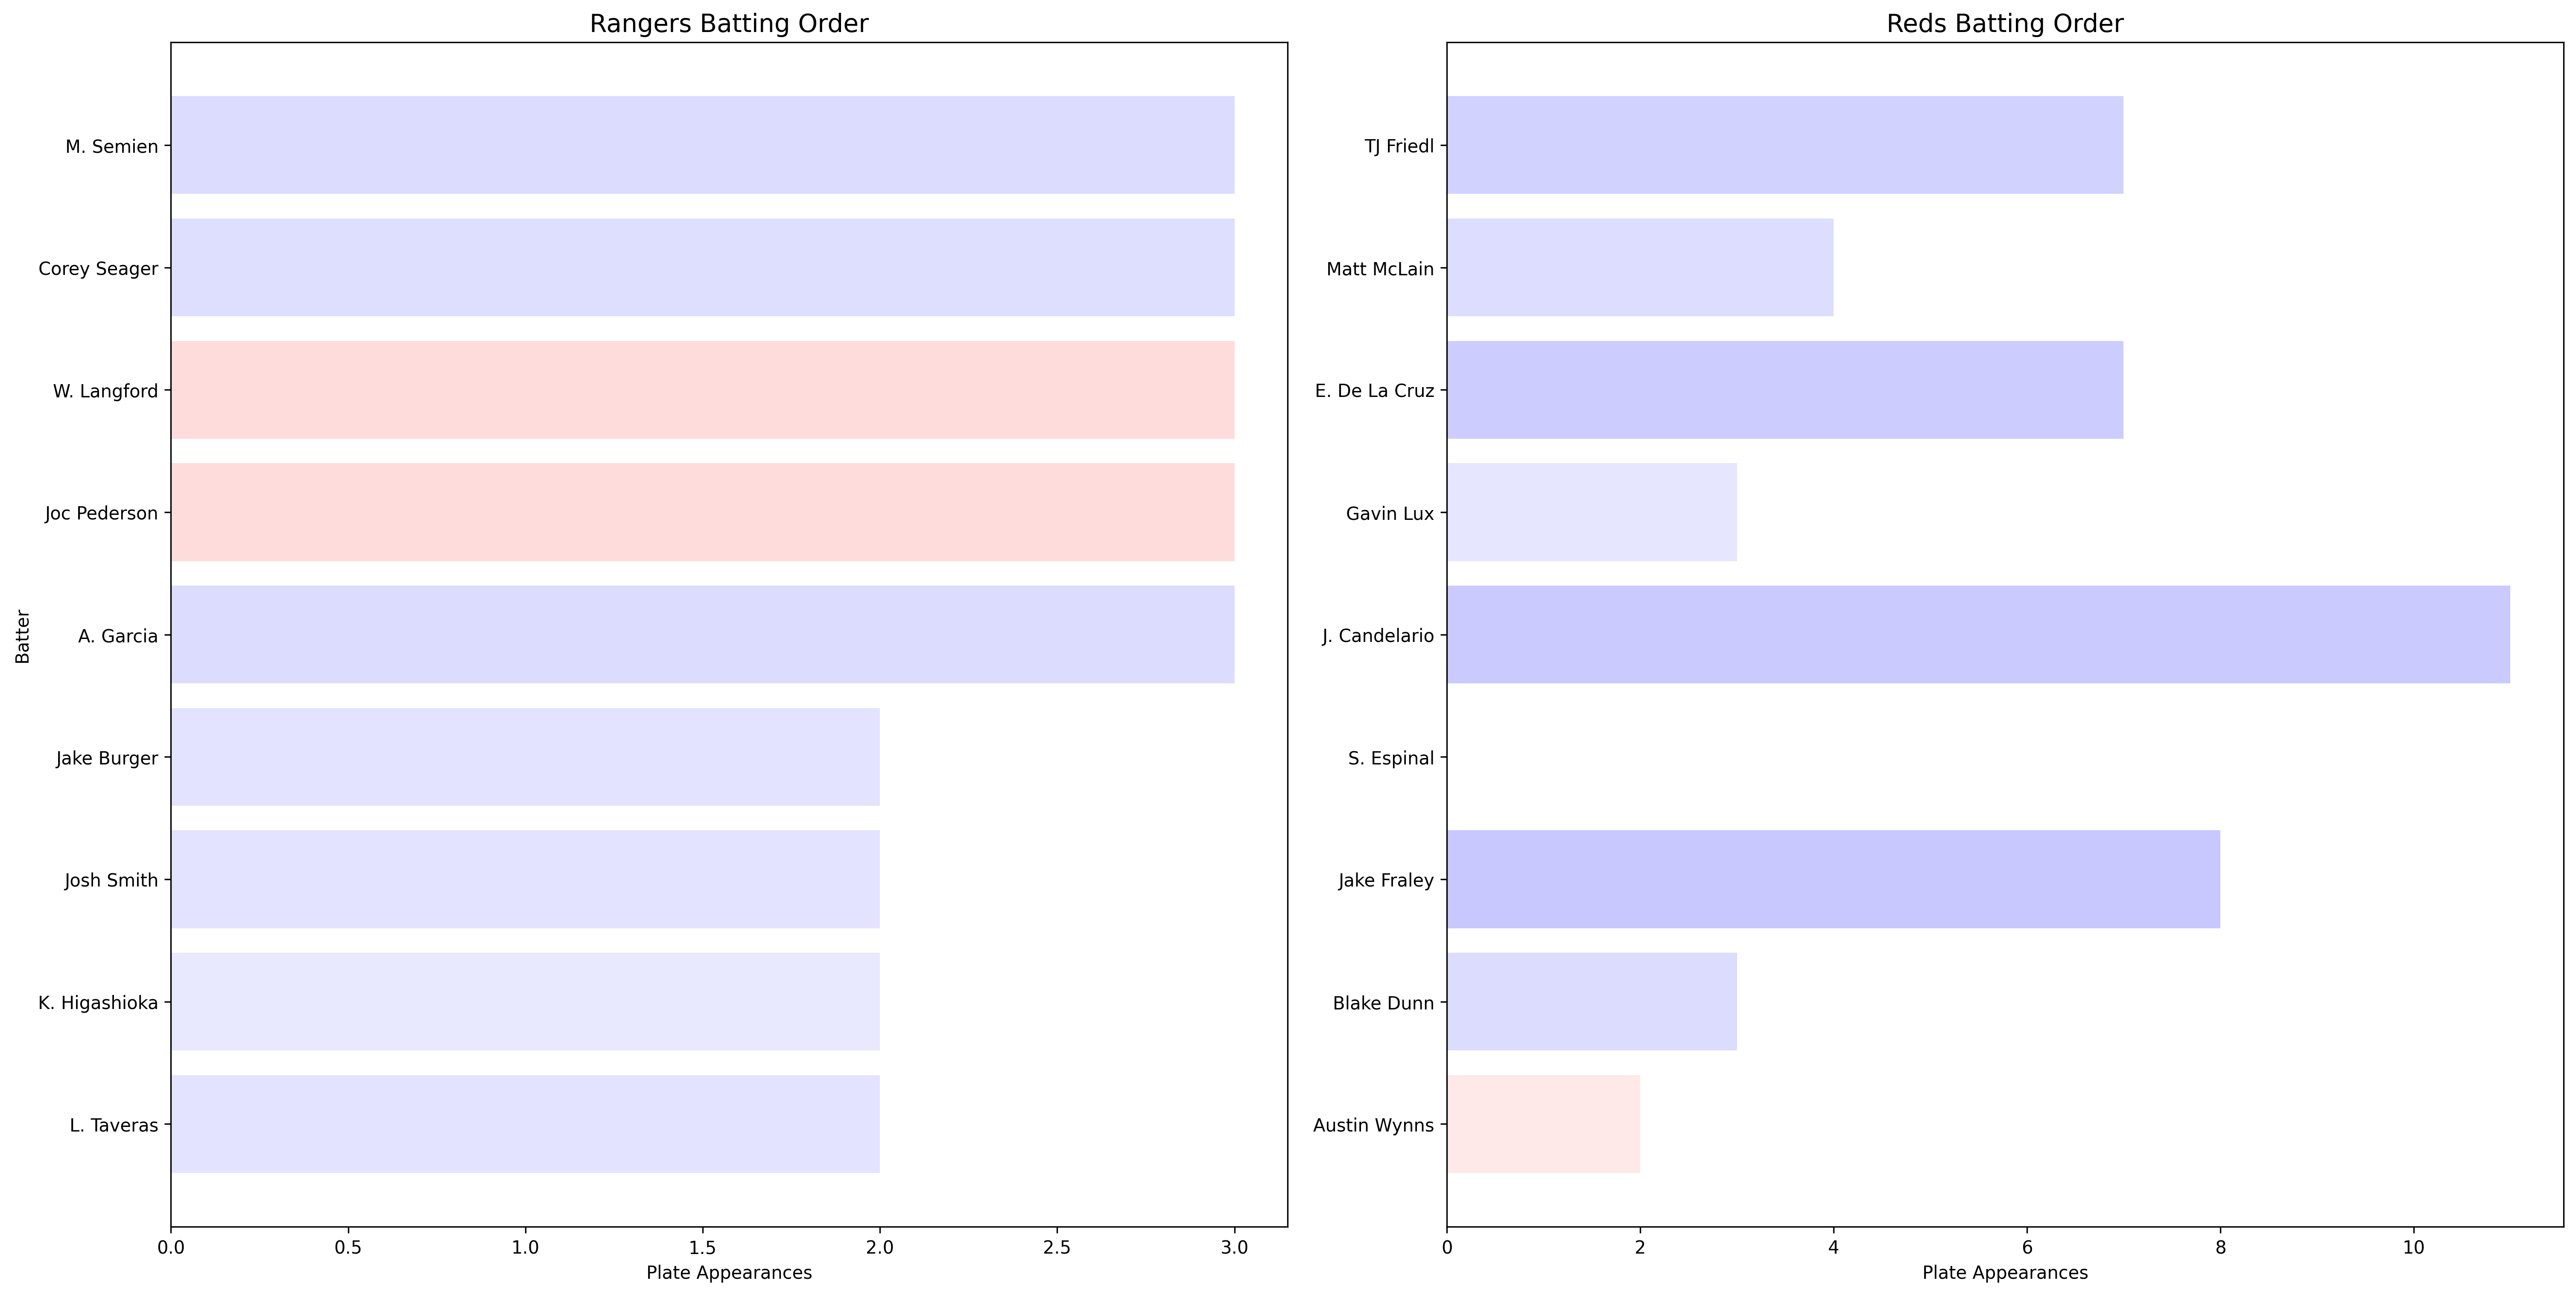 Rangers Batting Order
Batter
M. Semien
Corey Seager
W. Langford
Joc Pederson
A. Garcia
Jake Burger
Josh Smith
K. Higashioka
L. Taveras
0.0 0.5 1.0 1.5 2.0 2.5 3.0
Plate Appearances
Reds Batting Order
TJ Friedl
Matt McLain
E. De La Cruz
Gavin Lux
J. Candelario
S. Espinal
Jake Fraley
Blake Dunn
Austin Wynns
0 2 4 6 8 10
Plate Appearances